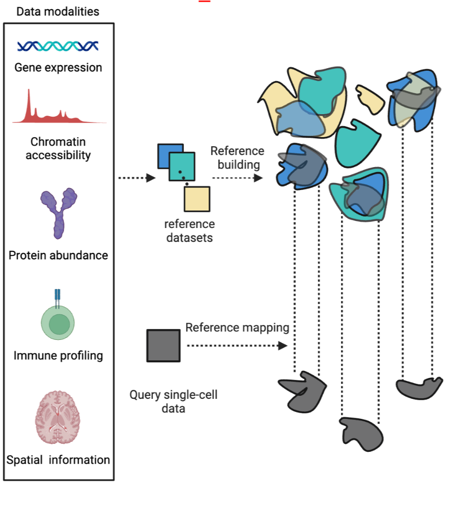 Data modalities
Gene expression
Chromatin
accessibility
Protein abundance
Immune profiling
Spatial information
reference
datasets
Reference
building
Reference mapping
Query single-cell
data